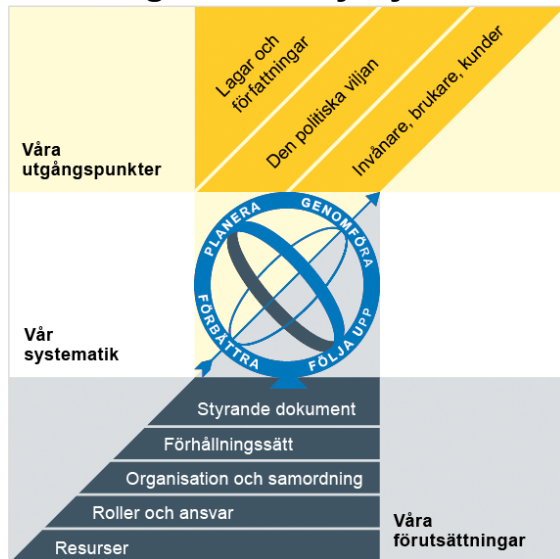 Lagar och
författningar
Den politiska viljan
Invånare, brukare, kunder
Våra
utgångspunkter
PLANERA
GENOMFÖRA
FÖLJA UPP
FÖRBÄTTRA
Vår
systematik
Styrande dokument
Förhållningssätt
Organisation och samordning
Roller och ansvar
Resurser
Våra
förutsättningar